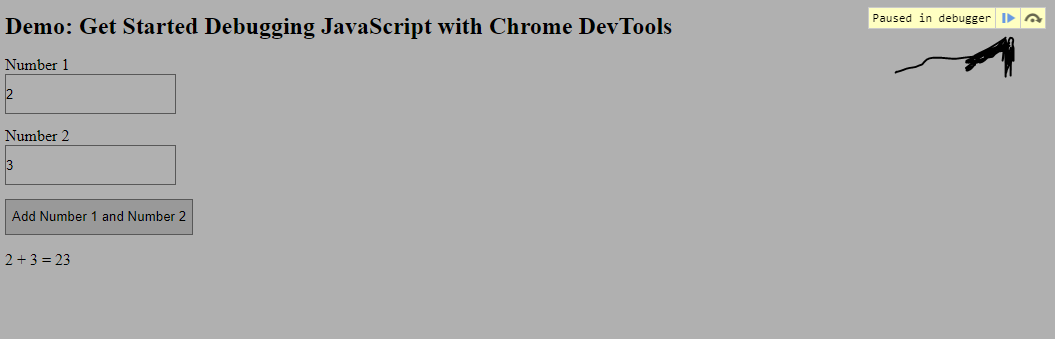 Demo: Get Started Debugging JavaScript with Chrome DevTools
Paused in debugger
Number 1
2
Number 2
3
Add Number 1 and Number 2
2 + 3 = 23